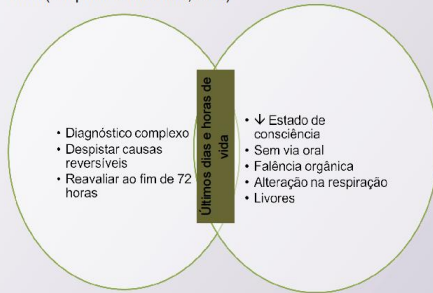 • Diagnóstico complexo
• Despistar causas
reversíveis
• Reavaliar ao fim de 72
horas
Últimos dias e horas de
vida
• ↓ Estado de
consciência
• Sem via oral
• Falência orgânica
• Alteração na respiração
• Livores